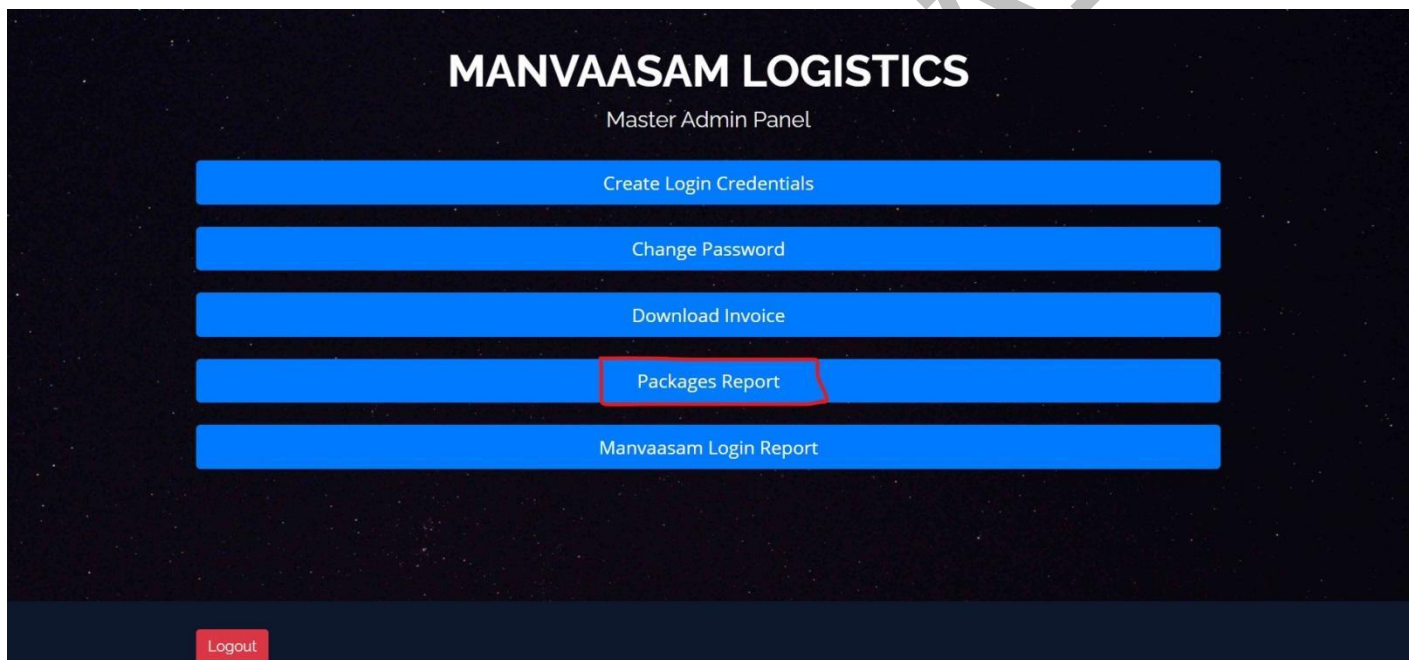 MANVAASAM LOGISTICS
Master Admin Panel
Create Login Credentials
Change Password
Download Invoice
Packages Report
Manvaasam Login Report
Logout